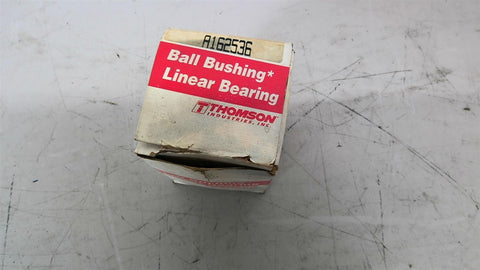 A162536
Ball Bushing*
Linear Bearing
THOMSON
INDUSTRIES, INC.